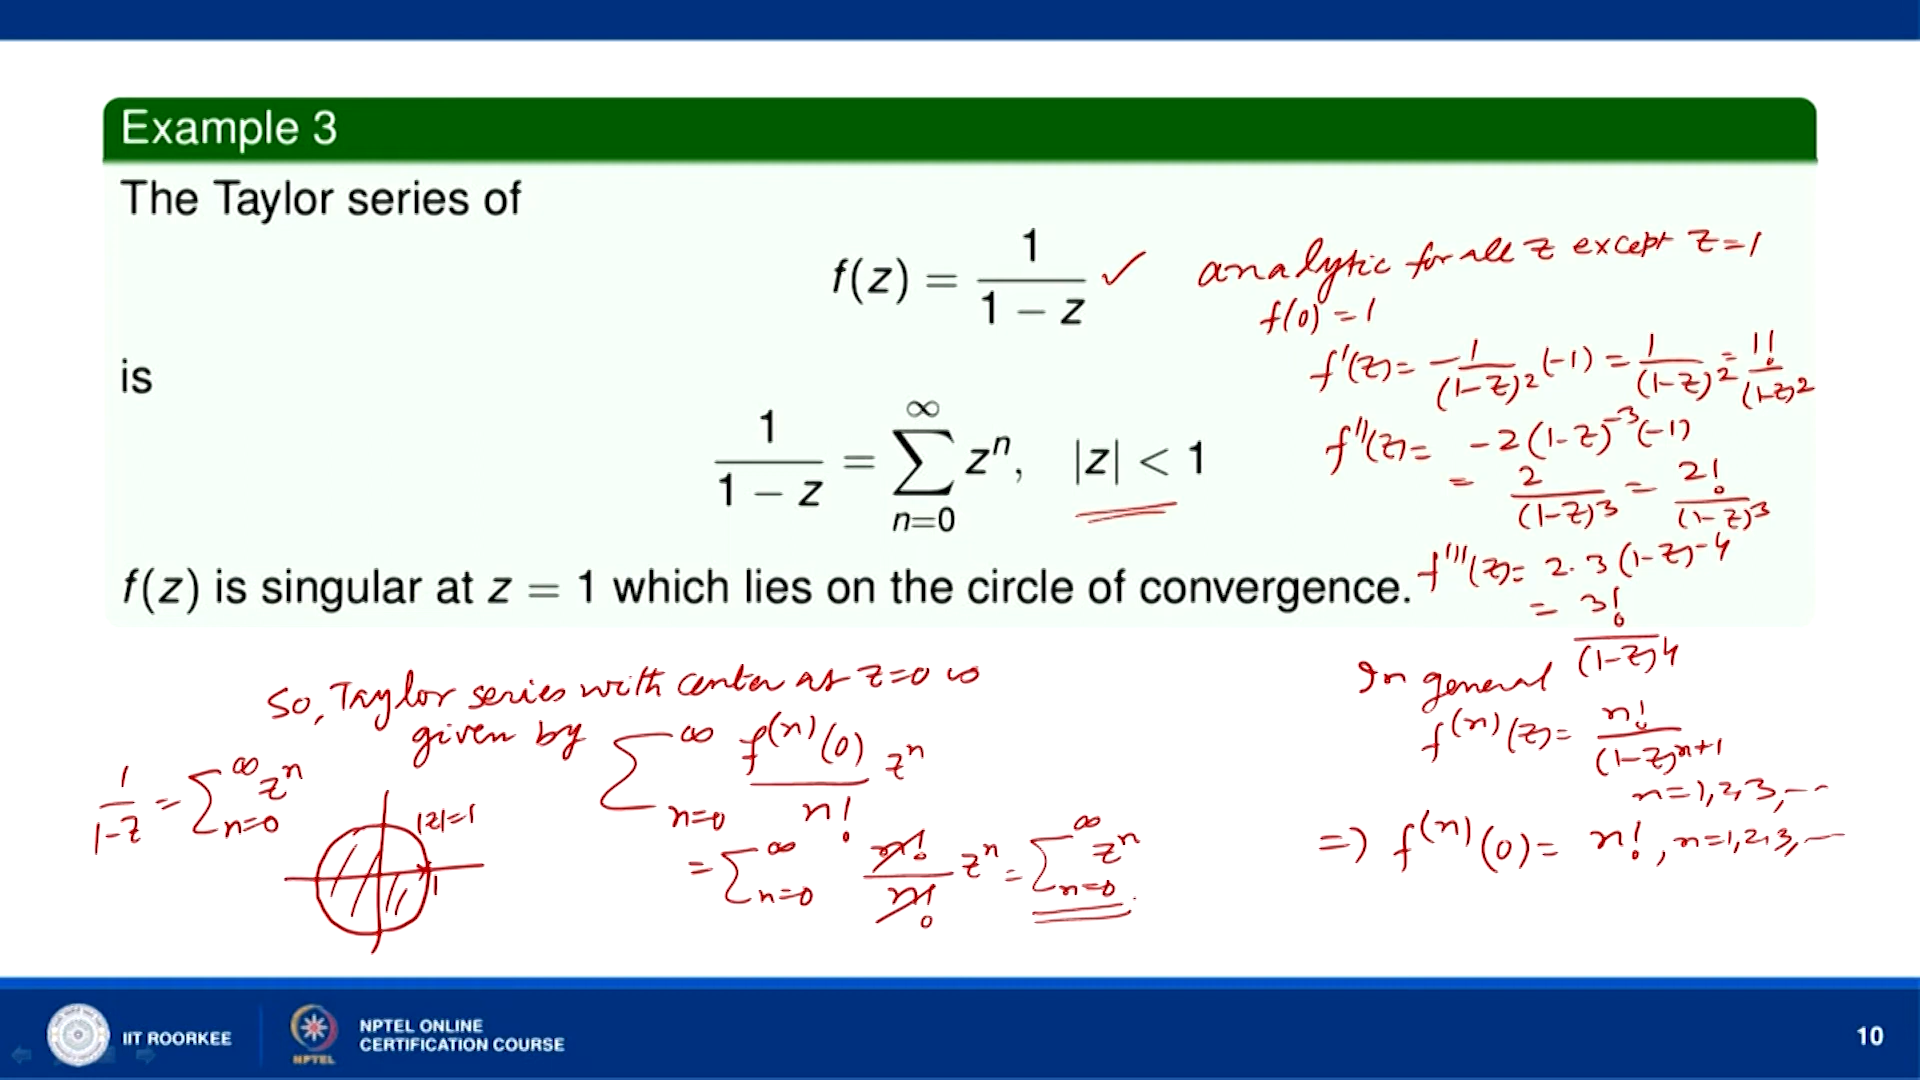 Example 3
The Taylor series of
f(z) = 1/(1 − z) ✓
analytic for all z except z=1
f(0) = 1
is
f'(z) = −1/(1−z)² (−1) = 1/(1−z)² = 1!/(1−z)²
1/(1 − z) = ∑_{n=0}^{∞} zⁿ, |z| < 1
f''(z) = −2(1−z)⁻³(−1)
= 2/(1−z)³ = 2!/(1−z)³
f(z) is singular at z = 1 which lies on the circle of convergence.
f'''(z) = 2·3(1−z)⁻⁴
= 3!/(1−z)⁴
In general
f⁽ⁿ⁾(z) = n!/(1−z)ⁿ⁺¹
n=1,2,3,--
=> f⁽ⁿ⁾(0) = n!, n=1,2,3,--
So, Taylor series with center at z=0 is
given by ∑_{n=0}^{∞} f⁽ⁿ⁾(0)/n! zⁿ
= ∑_{n=0}^{∞} n!/n! zⁿ = ∑_{n=0}^{∞} zⁿ
1/(1−z) = ∑_{n=0}^{∞} zⁿ
|z|=1
1
IIT ROORKEE
NPTEL
NPTEL ONLINE
CERTIFICATION COURSE
10